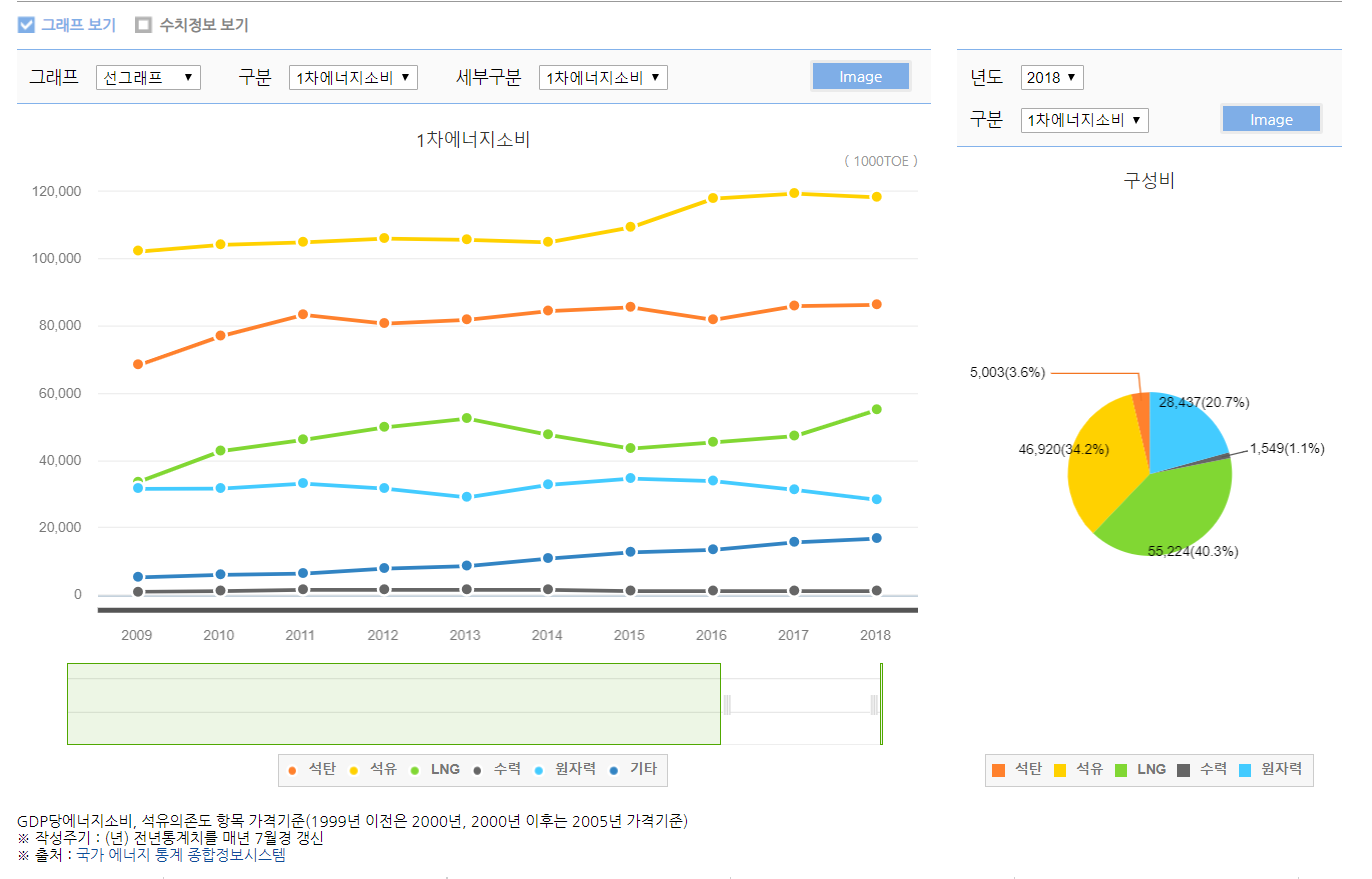 그래프 보기 수치정보 보기
그래프 선그래프 구분 1차에너지소비 세부구분 1차에너지소비 Image
년도 2018
구분 1차에너지소비 Image
1차에너지소비
( 1000TOE )
구성비
120,000
100,000
80,000
60,000
40,000
20,000
0
2009 2010 2011 2012 2013 2014 2015 2016 2017 2018
5,003(3.6%)
28,437(20.7%)
46,920(34.2%)
1,549(1.1%)
55,224(40.3%)
석탄 석유 LNG 수력 원자력 기타
석탄 석유 LNG 수력 원자력
GDP당에너지소비, 석유의존도 항목 가격기준(1999년 이전은 2000년, 2000년 이후는 2005년 가격기준)
※ 작성주기 : (년) 전년통계치를 매년 7월경 갱신
※ 출처 : 국가 에너지 통계 종합정보시스템